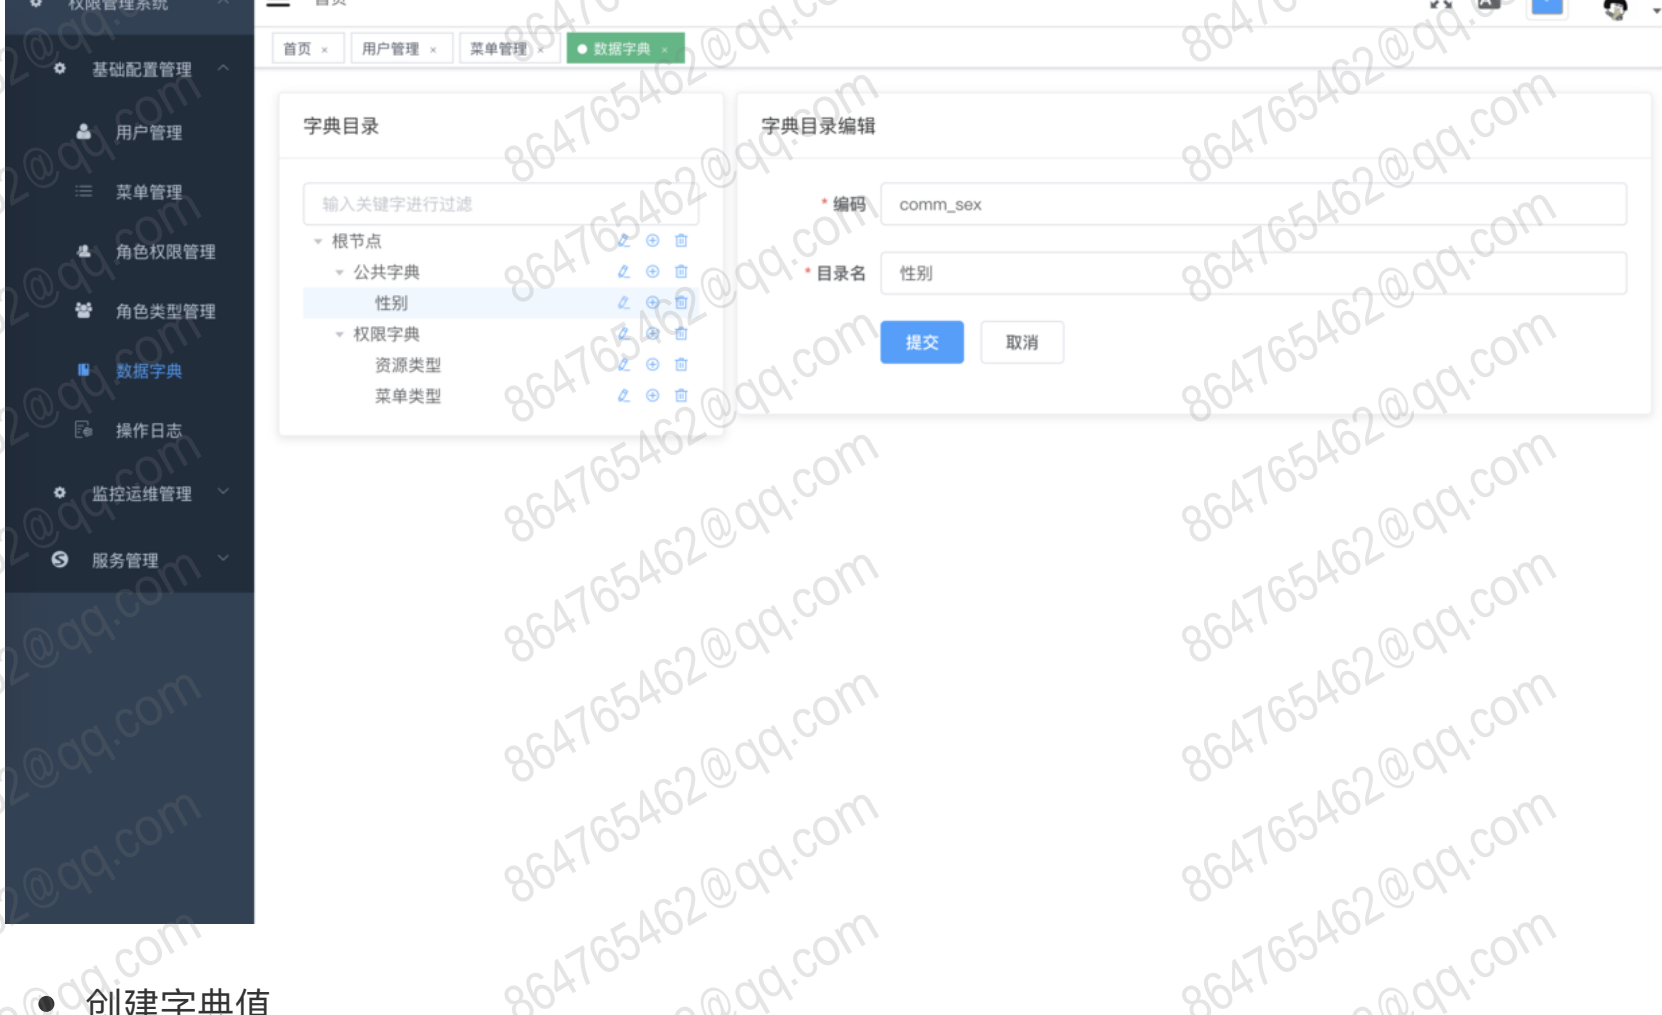 权限管理系统
首页
首页 ×
用户管理 ×
菜单管理 ×
数据字典 ×
基础配置管理
用户管理
菜单管理
角色权限管理
角色类型管理
数据字典
操作日志
监控运维管理
服务管理
字典目录
输入关键字进行过滤
根节点
公共字典
性别
权限字典
资源类型
菜单类型
字典目录编辑
* 编码 comm_sex
* 目录名 性别
提交 取消
• 创建字典值
864765462@qq.com